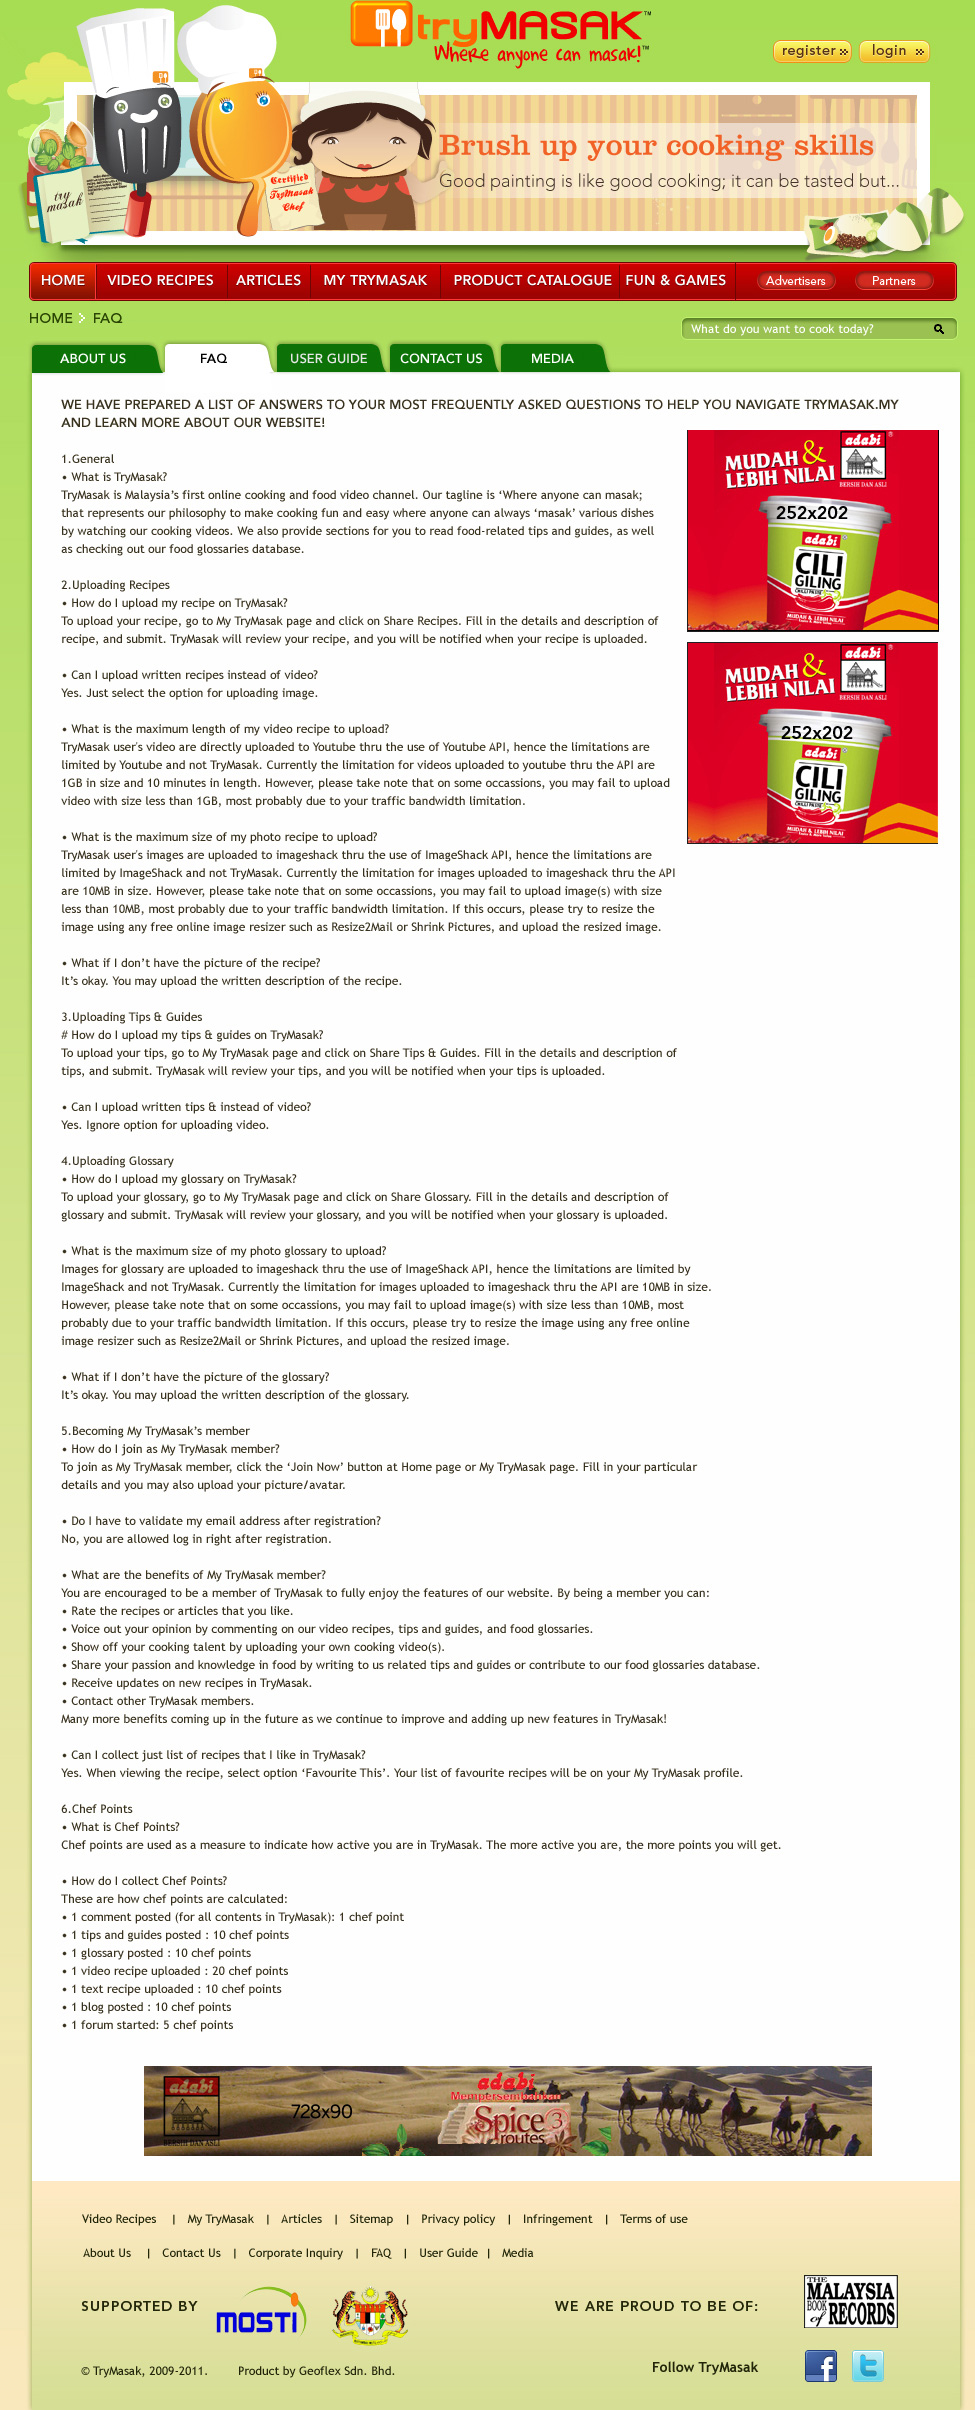 tryMASAK™
Where anyone can masak!™
register
login
try masak
Certified
TryMasak
Chef
Brush up your cooking skills
Good painting is like good cooking; it can be tasted but...
HOME VIDEO RECIPES ARTICLES MY TRYMASAK PRODUCT CATALOGUE FUN & GAMES Advertisers Partners
HOME FAQ
What do you want to cook today?
ABOUT US FAQ USER GUIDE CONTACT US MEDIA
WE HAVE PREPARED A LIST OF ANSWERS TO YOUR MOST FREQUENTLY ASKED QUESTIONS TO HELP YOU NAVIGATE TRYMASAK.MY
AND LEARN MORE ABOUT OUR WEBSITE!
1.General
• What is TryMasak?
TryMasak is Malaysia’s first online cooking and food video channel. Our tagline is ‘Where anyone can masak;
that represents our philosophy to make cooking fun and easy where anyone can always ‘masak’ various dishes
by watching our cooking videos. We also provide sections for you to read food-related tips and guides, as well
as checking out our food glossaries database.
2.Uploading Recipes
• How do I upload my recipe on TryMasak?
To upload your recipe, go to My TryMasak page and click on Share Recipes. Fill in the details and description of
recipe, and submit. TryMasak will review your recipe, and you will be notified when your recipe is uploaded.
• Can I upload written recipes instead of video?
Yes. Just select the option for uploading image.
• What is the maximum length of my video recipe to upload?
TryMasak user's video are directly uploaded to Youtube thru the use of Youtube API, hence the limitations are
limited by Youtube and not TryMasak. Currently the limitation for videos uploaded to youtube thru the API are
1GB in size and 10 minutes in length. However, please take note that on some occassions, you may fail to upload
video with size less than 1GB, most probably due to your traffic bandwidth limitation.
• What is the maximum size of my photo recipe to upload?
TryMasak user's images are uploaded to imageshack thru the use of ImageShack API, hence the limitations are
limited by ImageShack and not TryMasak. Currently the limitation for images uploaded to imageshack thru the API
are 10MB in size. However, please take note that on some occassions, you may fail to upload image(s) with size
less than 10MB, most probably due to your traffic bandwidth limitation. If this occurs, please try to resize the
image using any free online image resizer such as Resize2Mail or Shrink Pictures, and upload the resized image.
• What if I don’t have the picture of the recipe?
It’s okay. You may upload the written description of the recipe.
3.Uploading Tips & Guides
# How do I upload my tips & guides on TryMasak?
To upload your tips, go to My TryMasak page and click on Share Tips & Guides. Fill in the details and description of
tips, and submit. TryMasak will review your tips, and you will be notified when your tips is uploaded.
• Can I upload written tips & instead of video?
Yes. Ignore option for uploading video.
4.Uploading Glossary
• How do I upload my glossary on TryMasak?
To upload your glossary, go to My TryMasak page and click on Share Glossary. Fill in the details and description of
glossary and submit. TryMasak will review your glossary, and you will be notified when your glossary is uploaded.
• What is the maximum size of my photo glossary to upload?
Images for glossary are uploaded to imageshack thru the use of ImageShack API, hence the limitations are limited by
ImageShack and not TryMasak. Currently the limitation for images uploaded to imageshack thru the API are 10MB in size.
However, please take note that on some occassions, you may fail to upload image(s) with size less than 10MB, most
probably due to your traffic bandwidth limitation. If this occurs, please try to resize the image using any free online
image resizer such as Resize2Mail or Shrink Pictures, and upload the resized image.
• What if I don’t have the picture of the glossary?
It’s okay. You may upload the written description of the glossary.
5.Becoming My TryMasak’s member
• How do I join as My TryMasak member?
To join as My TryMasak member, click the ‘Join Now’ button at Home page or My TryMasak page. Fill in your particular
details and you may also upload your picture/avatar.
• Do I have to validate my email address after registration?
No, you are allowed log in right after registration.
• What are the benefits of My TryMasak member?
You are encouraged to be a member of TryMasak to fully enjoy the features of our website. By being a member you can:
• Rate the recipes or articles that you like.
• Voice out your opinion by commenting on our video recipes, tips and guides, and food glossaries.
• Show off your cooking talent by uploading your own cooking video(s).
• Share your passion and knowledge in food by writing to us related tips and guides or contribute to our food glossaries database.
• Receive updates on new recipes in TryMasak.
• Contact other TryMasak members.
Many more benefits coming up in the future as we continue to improve and adding up new features in TryMasak!
• Can I collect just list of recipes that I like in TryMasak?
Yes. When viewing the recipe, select option ‘Favourite This’. Your list of favourite recipes will be on your My TryMasak profile.
6.Chef Points
• What is Chef Points?
Chef points are used as a measure to indicate how active you are in TryMasak. The more active you are, the more points you will get.
• How do I collect Chef Points?
These are how chef points are calculated:
• 1 comment posted (for all contents in TryMasak): 1 chef point
• 1 tips and guides posted : 10 chef points
• 1 glossary posted : 10 chef points
• 1 video recipe uploaded : 20 chef points
• 1 text recipe uploaded : 10 chef points
• 1 blog posted : 10 chef points
• 1 forum started: 5 chef points
MUDAH &
LEBIH NILAI
adabi ®
BERSIH DAN ASLI
252x202
adabi
CILI
GILING
CHILLI PASTE
MUDAH & LEBIH NILAI
MUDAH &
LEBIH NILAI
adabi ®
BERSIH DAN ASLI
252x202
adabi
CILI
GILING
CHILLI PASTE
MUDAH & LEBIH NILAI
adabi
BERSIH DAN ASLI
728x90
adabi
Mempersembahkan
Spice
routes 3
Video Recipes | My TryMasak | Articles | Sitemap | Privacy policy | Infringement | Terms of use
About Us | Contact Us | Corporate Inquiry | FAQ | User Guide | Media
SUPPORTED BY
MOSTI
WE ARE PROUD TO BE OF:
THE
MALAYSIA
BOOK of RECORDS
© TryMasak, 2009-2011. Product by Geoflex Sdn. Bhd.
Follow TryMasak
f
t